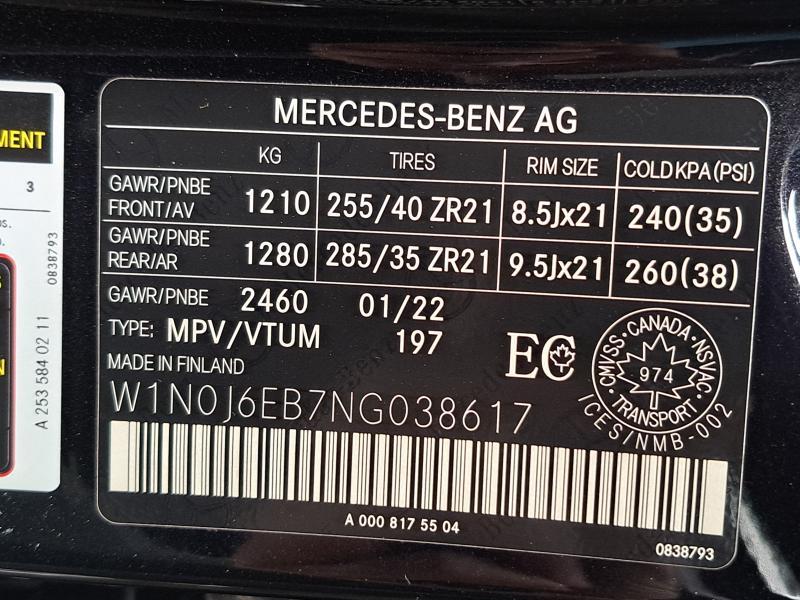 MERCEDES-BENZ AG
KG TIRES RIM SIZE COLD KPA (PSI)
GAWR/PNBE FRONT/AV 1210 255/40 ZR21 8.5Jx21 240(35)
GAWR/PNBE REAR/AR 1280 285/35 ZR21 9.5Jx21 260(38)
GAWR/PNBE 2460 01/22
TYPE: MPV/VTUM 197
MADE IN FINLAND
W1N0J6EB7NG038617
EC
CMVSS·CANADA·NSVAC
974
TRANSPORT
ICES/NMB-002
A 000 817 55 04
0838793
MENT
3
A 253 584 02 11
0838793